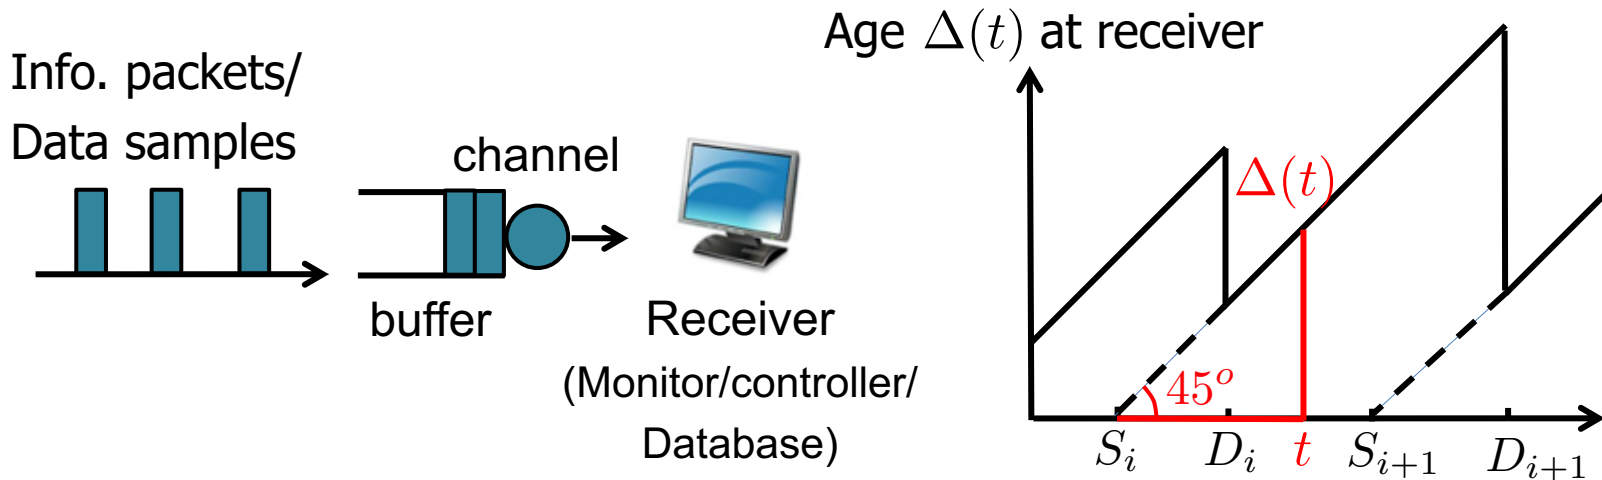 Info. packets/
Data samples
channel
buffer
Receiver
(Monitor/controller/
Database)
Age Δ(t) at receiver
Δ(t)
45°
S_i D_i t S_{i+1} D_{i+1}